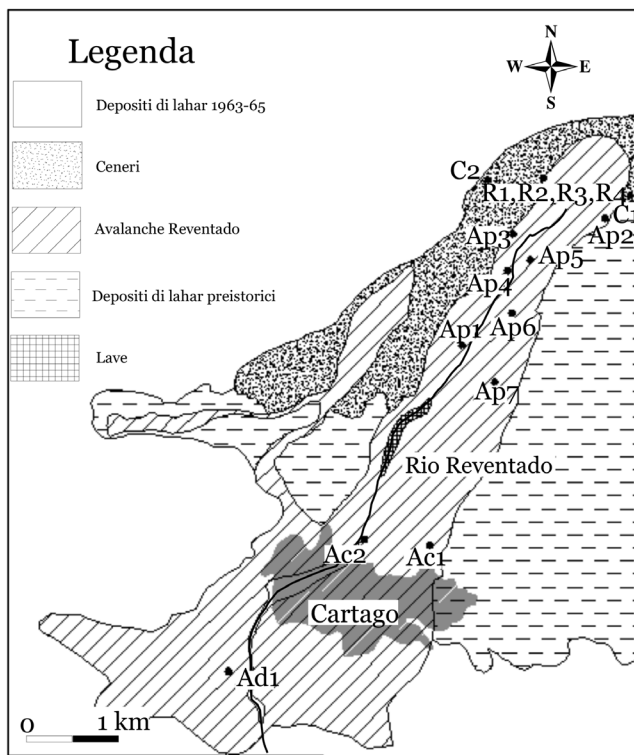 Legenda
Depositi di lahar 1963-65
Ceneri
Avalanche Reventado
Depositi di lahar preistorici
Lave
N
W E
S
C2
R1,R2,R3,R4
C1
Ap2
Ap3
Ap5
Ap4
Ap6
Ap1
Ap7
Rio Reventado
Ac2
Ac1
Cartago
Ad1
0 1 km